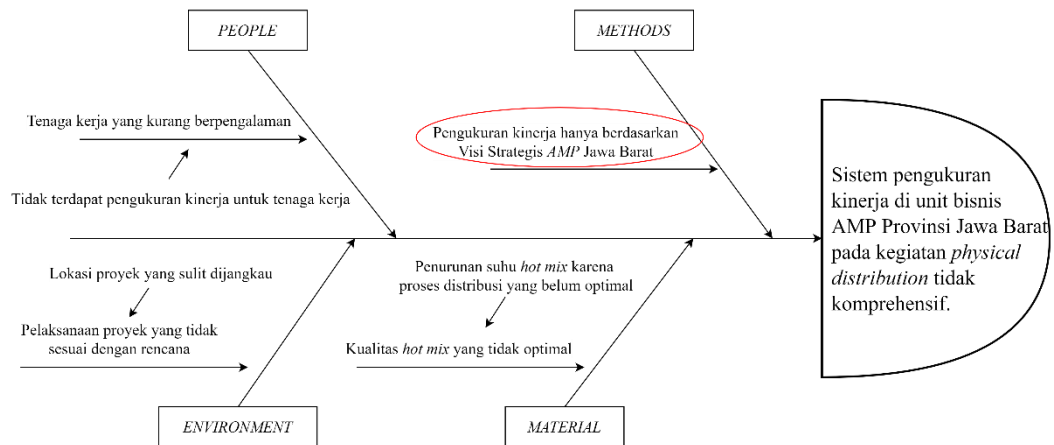 PEOPLE
METHODS
Tenaga kerja yang kurang berpengalaman
Tidak terdapat pengukuran kinerja untuk tenaga kerja
Pengukuran kinerja hanya berdasarkan
Visi Strategis AMP Jawa Barat
Sistem pengukuran
kinerja di unit bisnis
AMP Provinsi Jawa Barat
pada kegiatan physical
distribution tidak
komprehensif.
Lokasi proyek yang sulit dijangkau
Pelaksanaan proyek yang tidak
sesuai dengan rencana
Penurunan suhu hot mix karena
proses distribusi yang belum optimal
Kualitas hot mix yang tidak optimal
ENVIRONMENT
MATERIAL